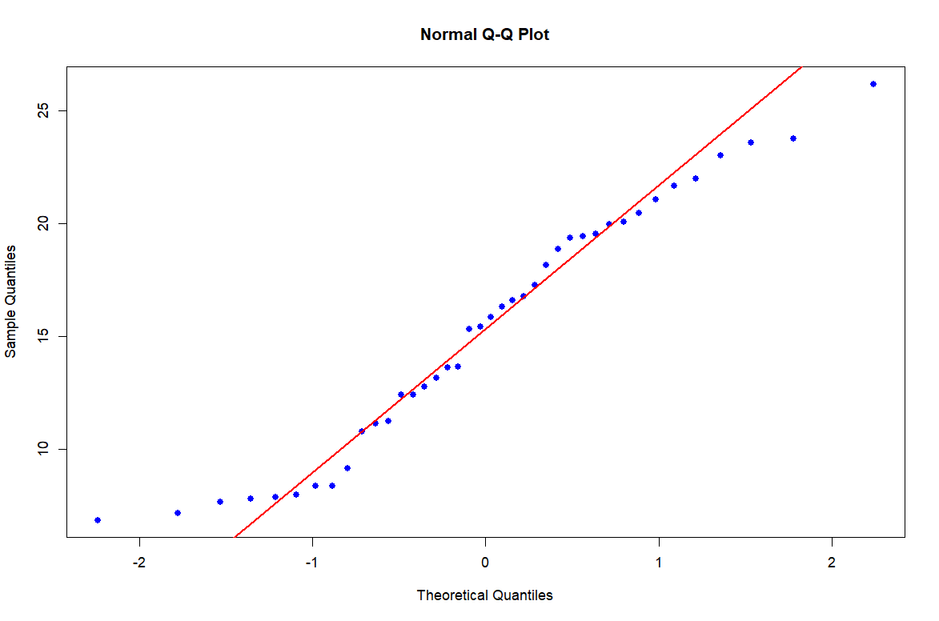 Normal Q-Q Plot
25
20
15
10
Sample Quantiles
-2 -1 0 1 2
Theoretical Quantiles